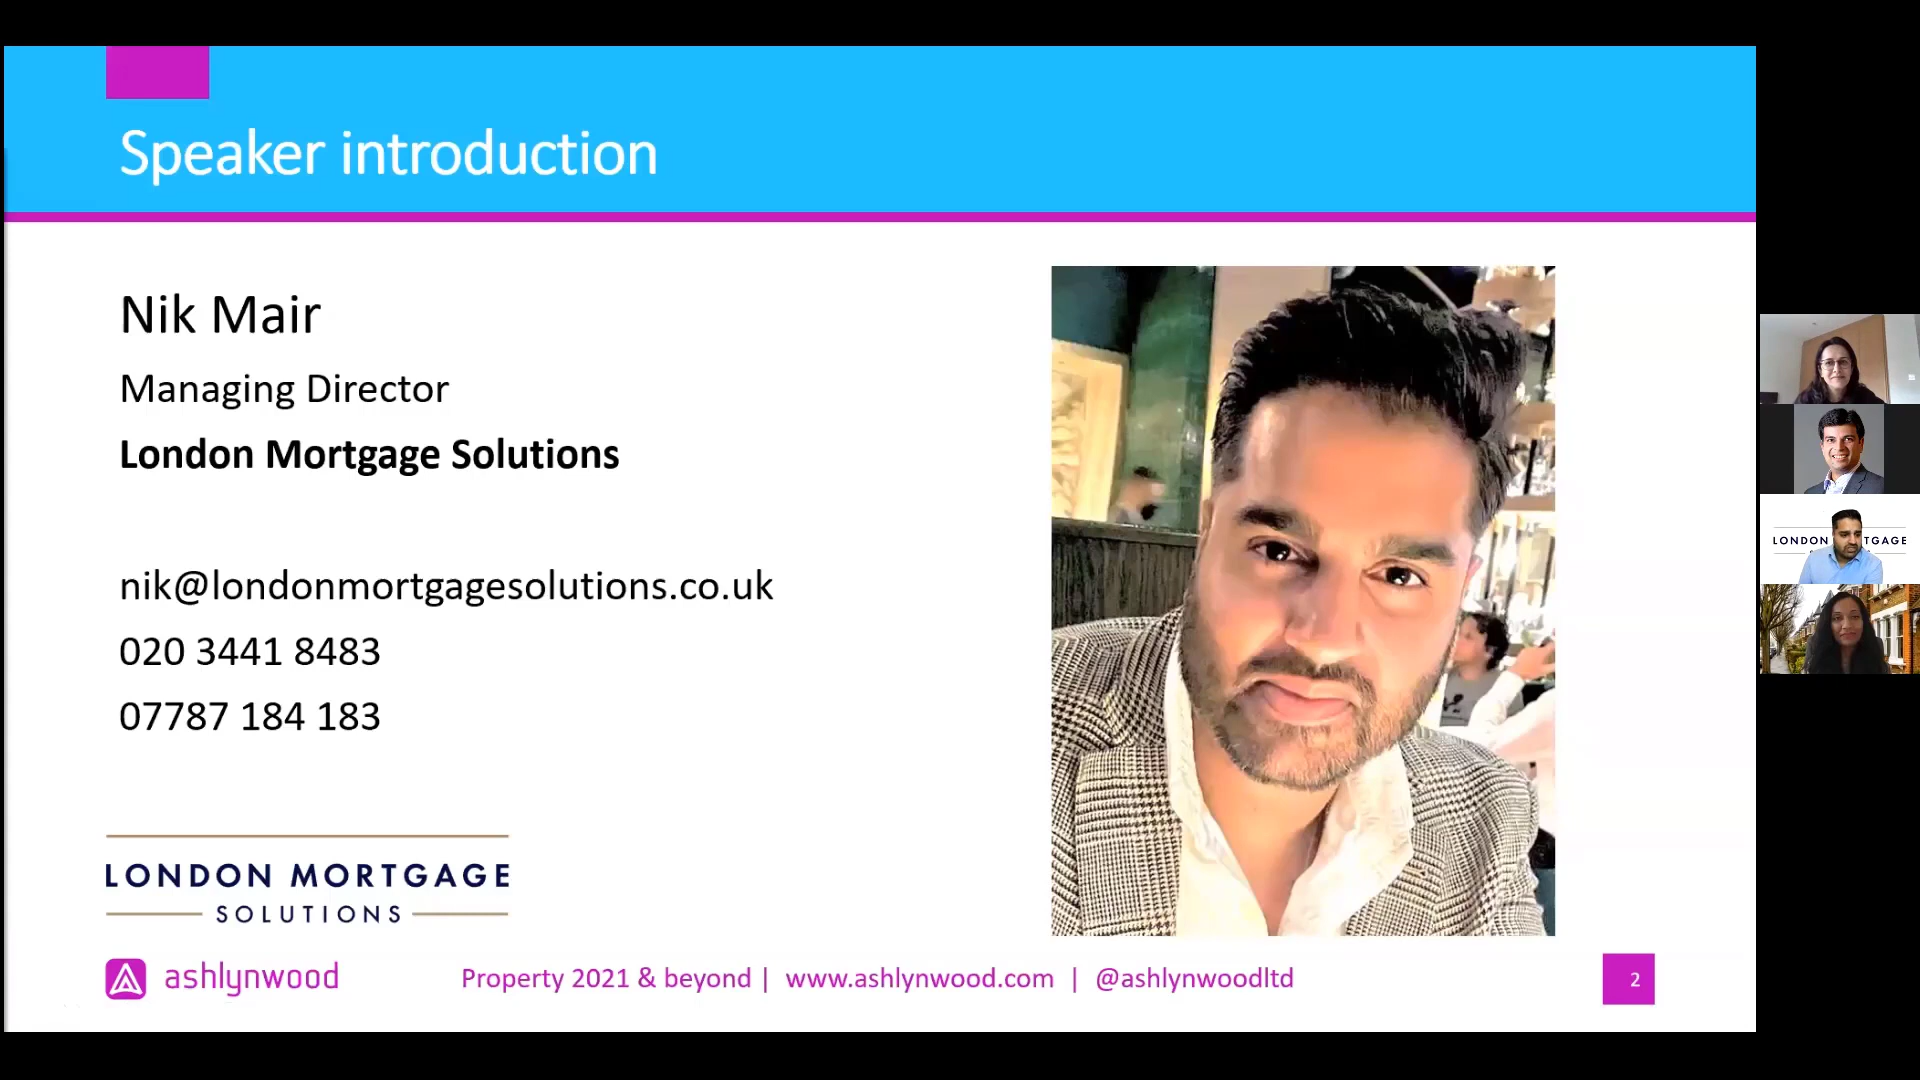 Speaker introduction
Nik Mair
Managing Director
London Mortgage Solutions
nik@londonmortgagesolutions.co.uk
020 3441 8483
07787 184 183
LONDON MORTGAGE
SOLUTIONS
ashlynwood
Property 2021 & beyond | www.ashlynwood.com | @ashlynwoodltd
2
LONDON TGAGE